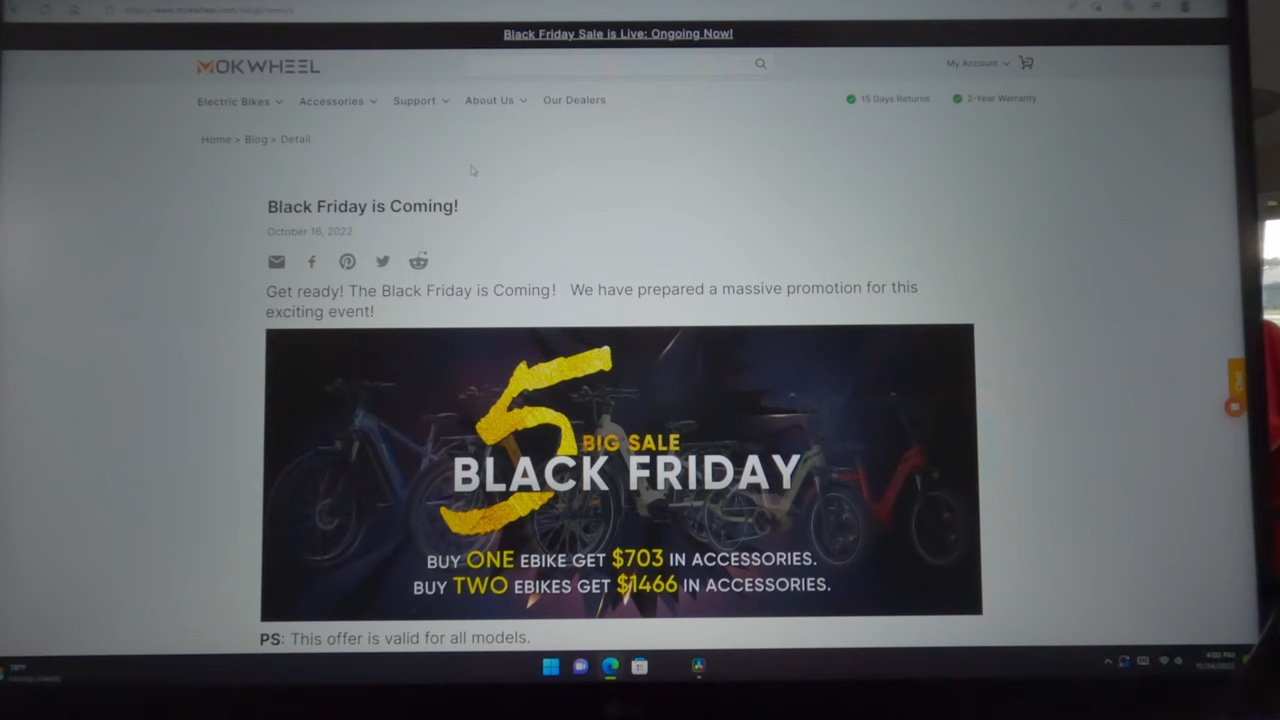 Black Friday Sale is Live: Ongoing Now!
MOKWHEEL
My Account
Electric Bikes Accessories Support About Us Our Dealers
15 Days Returns 2-Year Warranty
Home > Blog > Detail
Black Friday is Coming!
October 16, 2022
Get ready! The Black Friday is Coming! We have prepared a massive promotion for this
exciting event!
5
BIG SALE
BLACK FRIDAY
BUY ONE EBIKE GET $703 IN ACCESSORIES.
BUY TWO EBIKES GET $1466 IN ACCESSORIES.
PS: This offer is valid for all models.
4:00 PM